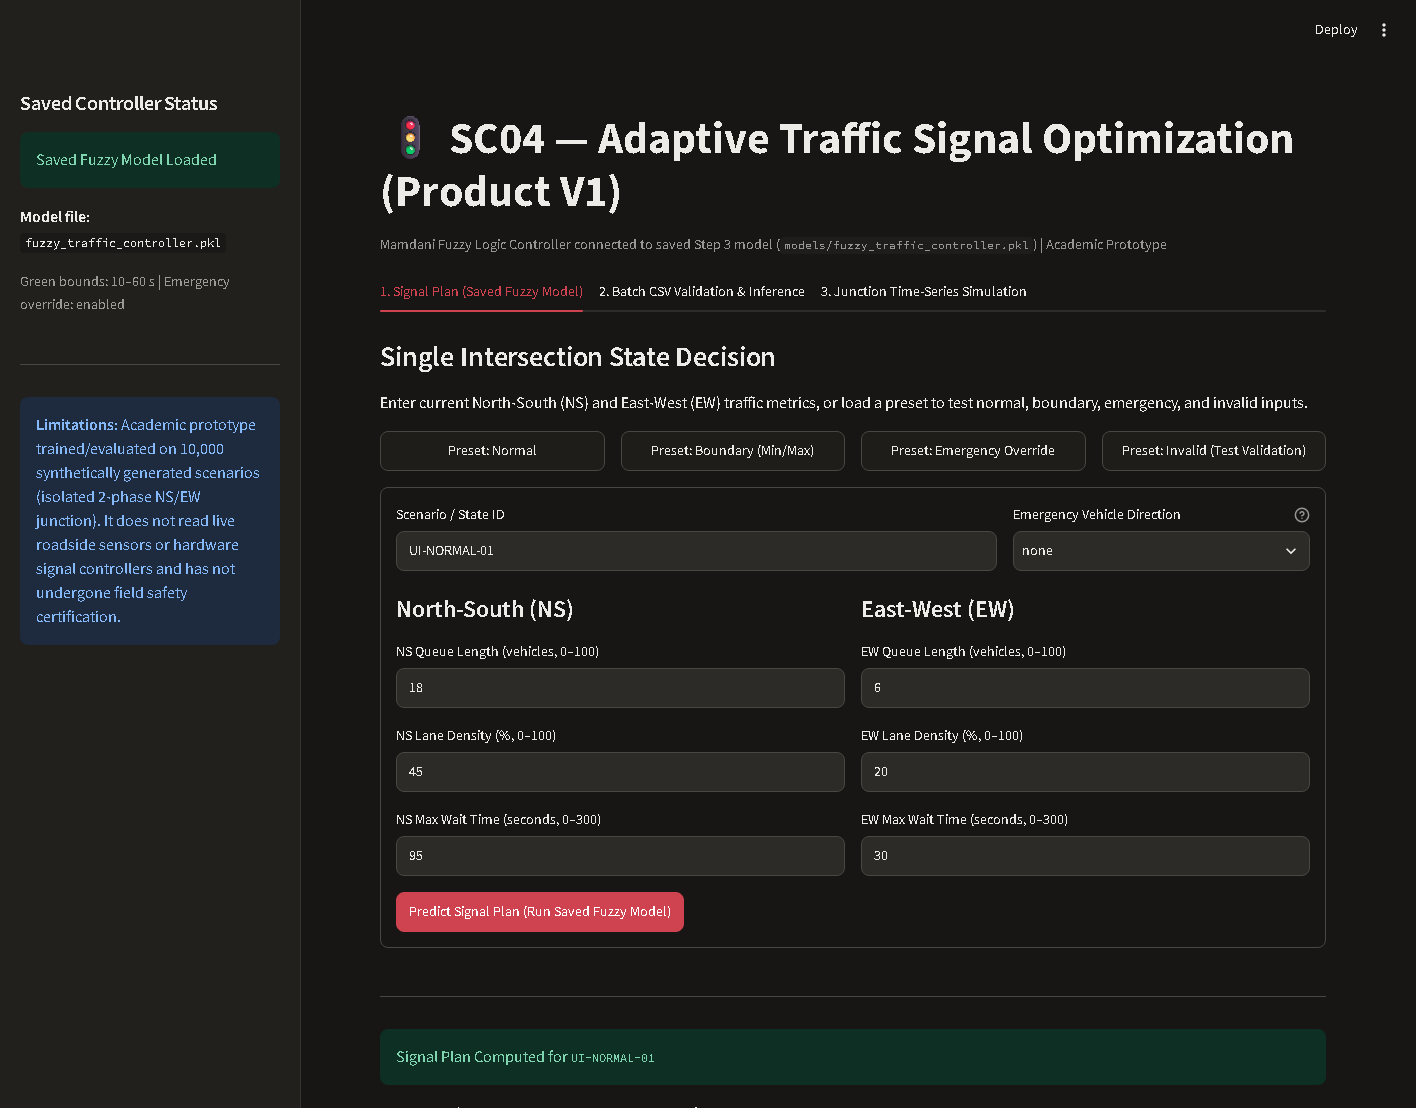 Deploy
Saved Controller Status
Saved Fuzzy Model Loaded
Model file:
fuzzy_traffic_controller.pkl
Green bounds: 10–60 s | Emergency
override: enabled
Limitations: Academic prototype
trained/evaluated on 10,000
synthetically generated scenarios
(isolated 2-phase NS/EW
junction). It does not read live
roadside sensors or hardware
signal controllers and has not
undergone field safety
certification.
SC04 — Adaptive Traffic Signal Optimization
(Product V1)
Mamdani Fuzzy Logic Controller connected to saved Step 3 model ( models/fuzzy_traffic_controller.pkl ) | Academic Prototype
1. Signal Plan (Saved Fuzzy Model) 2. Batch CSV Validation & Inference 3. Junction Time-Series Simulation
Single Intersection State Decision
Enter current North-South (NS) and East-West (EW) traffic metrics, or load a preset to test normal, boundary, emergency, and invalid inputs.
Preset: Normal Preset: Boundary (Min/Max) Preset: Emergency Override Preset: Invalid (Test Validation)
Scenario / State ID Emergency Vehicle Direction
UI-NORMAL-01 none
North-South (NS) East-West (EW)
NS Queue Length (vehicles, 0–100) EW Queue Length (vehicles, 0–100)
18 6
NS Lane Density (%, 0–100) EW Lane Density (%, 0–100)
45 20
NS Max Wait Time (seconds, 0–300) EW Max Wait Time (seconds, 0–300)
95 30
Predict Signal Plan (Run Saved Fuzzy Model)
Signal Plan Computed for UI-NORMAL-01